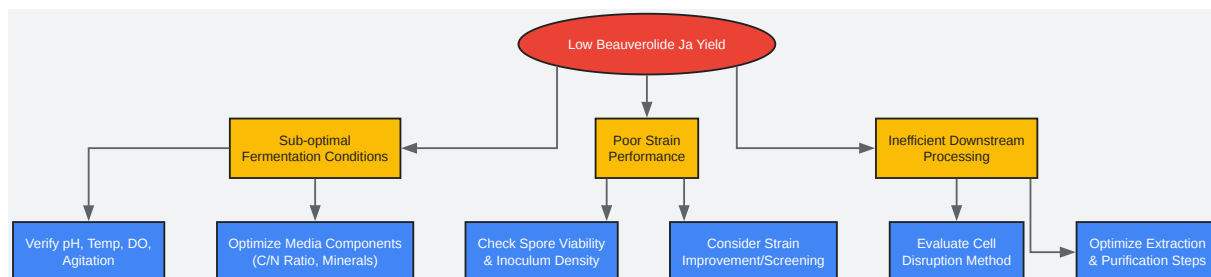 Low Beauverolide Ja Yield
Sub-optimal
Fermentation Conditions
Poor Strain
Performance
Inefficient Downstream
Processing
Verify pH, Temp, DO,
Agitation
Optimize Media Components
(C/N Ratio, Minerals)
Check Spore Viability
& Inoculum Density
Consider Strain
Improvement/Screening
Evaluate Cell
Disruption Method
Optimize Extraction
& Purification Steps